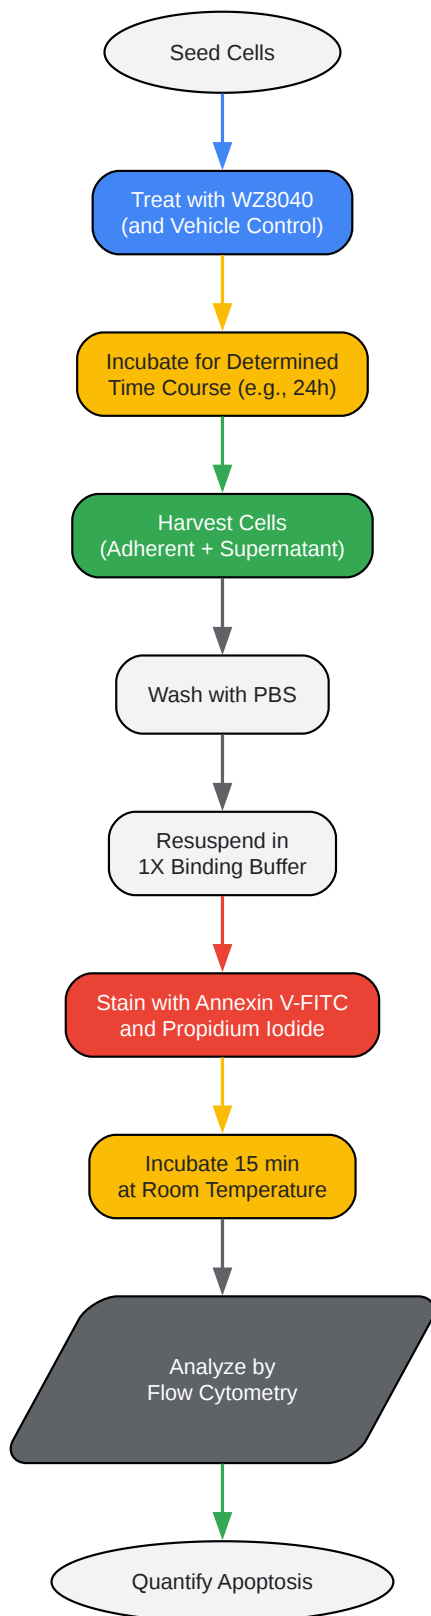 Seed Cells
Treat with WZ8040
(and Vehicle Control)
Incubate for Determined
Time Course (e.g., 24h)
Harvest Cells
(Adherent + Supernatant)
Wash with PBS
Resuspend in
1X Binding Buffer
Stain with Annexin V-FITC
and Propidium Iodide
Incubate 15 min
at Room Temperature
Analyze by
Flow Cytometry
Quantify Apoptosis